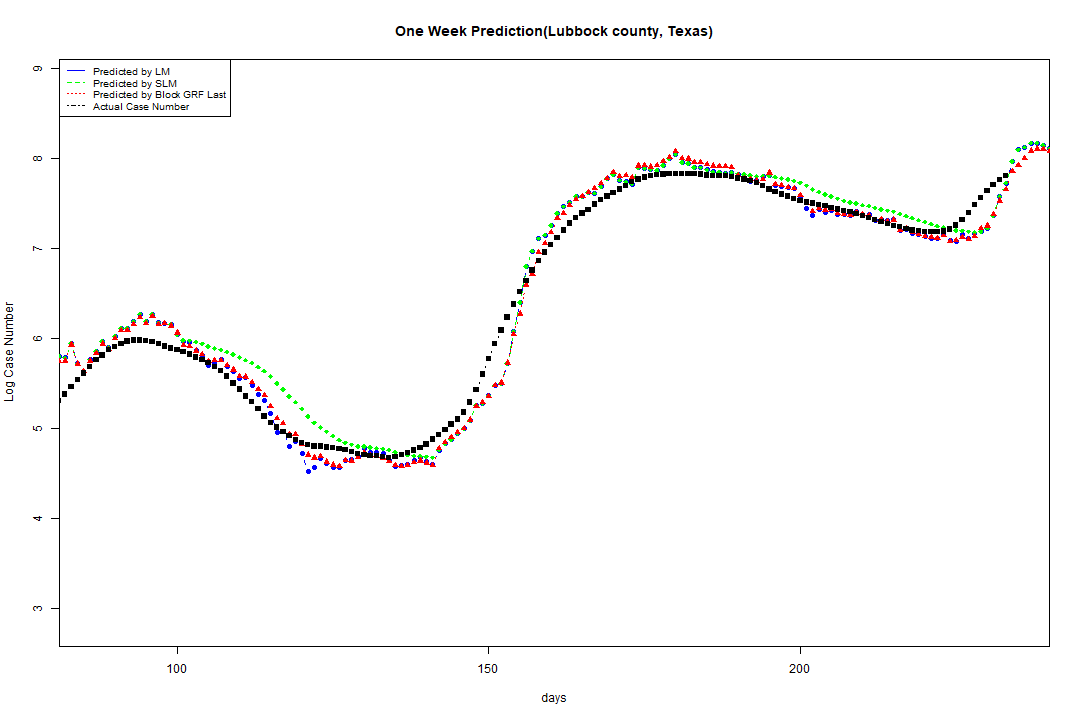 One Week Prediction(Lubbock county, Texas)
Predicted by LM
Predicted by SLM
Predicted by Block GRF Last
Actual Case Number
9
8
7
6
5
4
3
Log Case Number
100 150 200
days